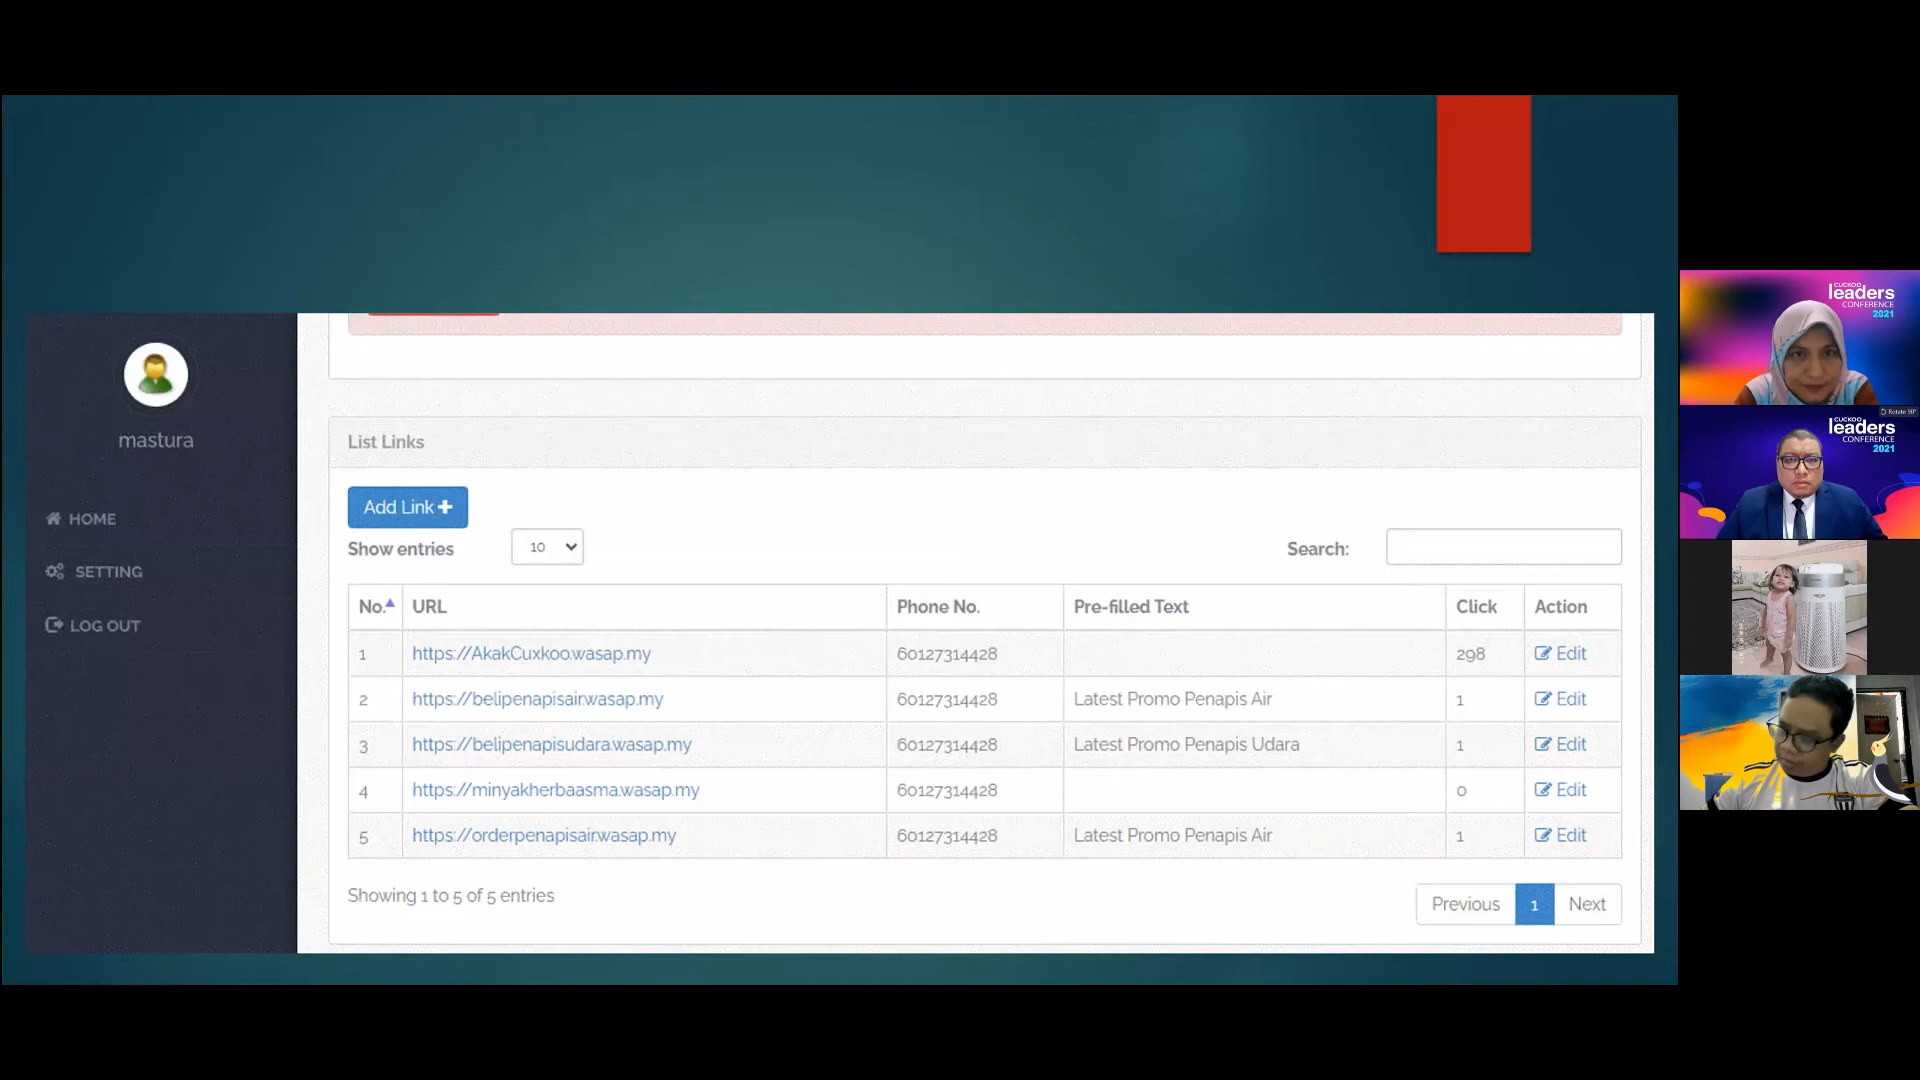 mastura
HOME
SETTING
LOG OUT
List Links
Add Link
Show entries 10 Search:
No. URL Phone No. Pre-filled Text Click Action
1 https://AkakCuxkoo.wasap.my 60127314428 298 Edit
2 https://belipenapisair.wasap.my 60127314428 Latest Promo Penapis Air 1 Edit
3 https://belipenapisudara.wasap.my 60127314428 Latest Promo Penapis Udara 1 Edit
4 https://minyakherbaasma.wasap.my 60127314428 0 Edit
5 https://orderpenapisair.wasap.my 60127314428 Latest Promo Penapis Air 1 Edit
Showing 1 to 5 of 5 entries
Previous 1 Next
CUCKOO
leaders
CONFERENCE
2021
Rotate 90°
CUCKOO
leaders
CONFERENCE
2021